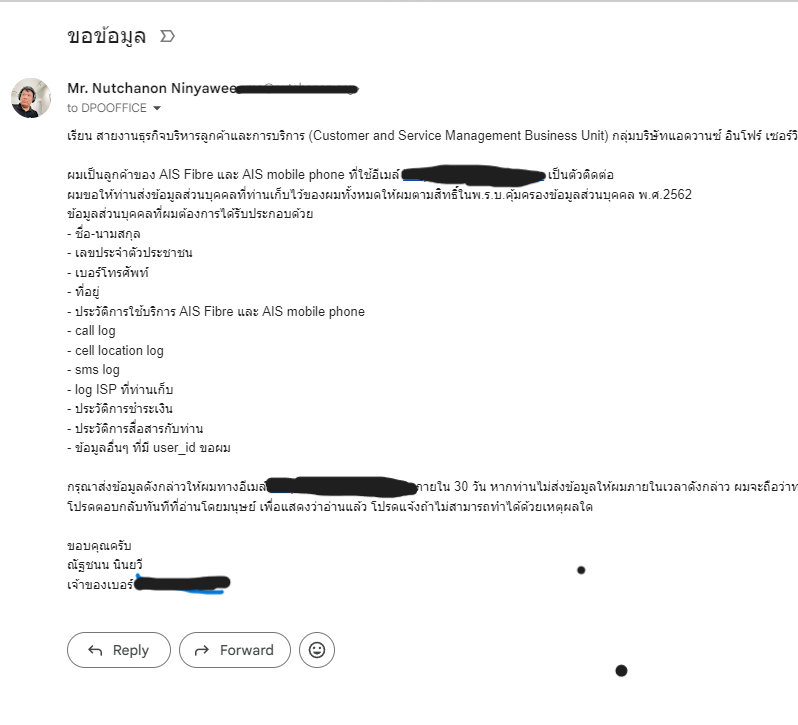 ขอข้อมูล
Mr. Nutchanon Ninyawee
to DPOOFFICE
เรียน สายงานธุรกิจบริหารลูกค้าและการบริการ (Customer and Service Management Business Unit) กลุ่มบริษัทแอดวานซ์ อินโฟร์ เซอร์วิ
ผมเป็นลูกค้าของ AIS Fibre และ AIS mobile phone ที่ใช้อีเมล์ เป็นตัวติดต่อ
ผมขอให้ท่านส่งข้อมูลส่วนบุคคลที่ท่านเก็บไว้ของผมทั้งหมดให้ผมตามสิทธิ์ในพ.ร.บ.คุ้มครองข้อมูลส่วนบุคคล พ.ศ.2562
ข้อมูลส่วนบุคคลที่ผมต้องการได้รับประกอบด้วย
- ชื่อ-นามสกุล
- เลขประจำตัวประชาชน
- เบอร์โทรศัพท์
- ที่อยู่
- ประวัติการใช้บริการ AIS Fibre และ AIS mobile phone
- call log
- cell location log
- sms log
- log ISP ที่ท่านเก็บ
- ประวัติการชำระเงิน
- ประวัติการสื่อสารกับท่าน
- ข้อมูลอื่นๆ ที่มี user_id ขอผม
กรุณาส่งข้อมูลดังกล่าวให้ผมทางอีเมล์ ภายใน 30 วัน หากท่านไม่ส่งข้อมูลให้ผมภายในเวลาดังกล่าว ผมจะถือว่าท
โปรดตอบกลับทันทีที่อ่านโดยมนุษย์ เพื่อแสดงว่าอ่านแล้ว โปรดแจ้งถ้าไม่สามารถทำได้ด้วยเหตุผลใด
ขอบคุณครับ
ณัฐชนน นินยวี
เจ้าของเบอร์
Reply
Forward